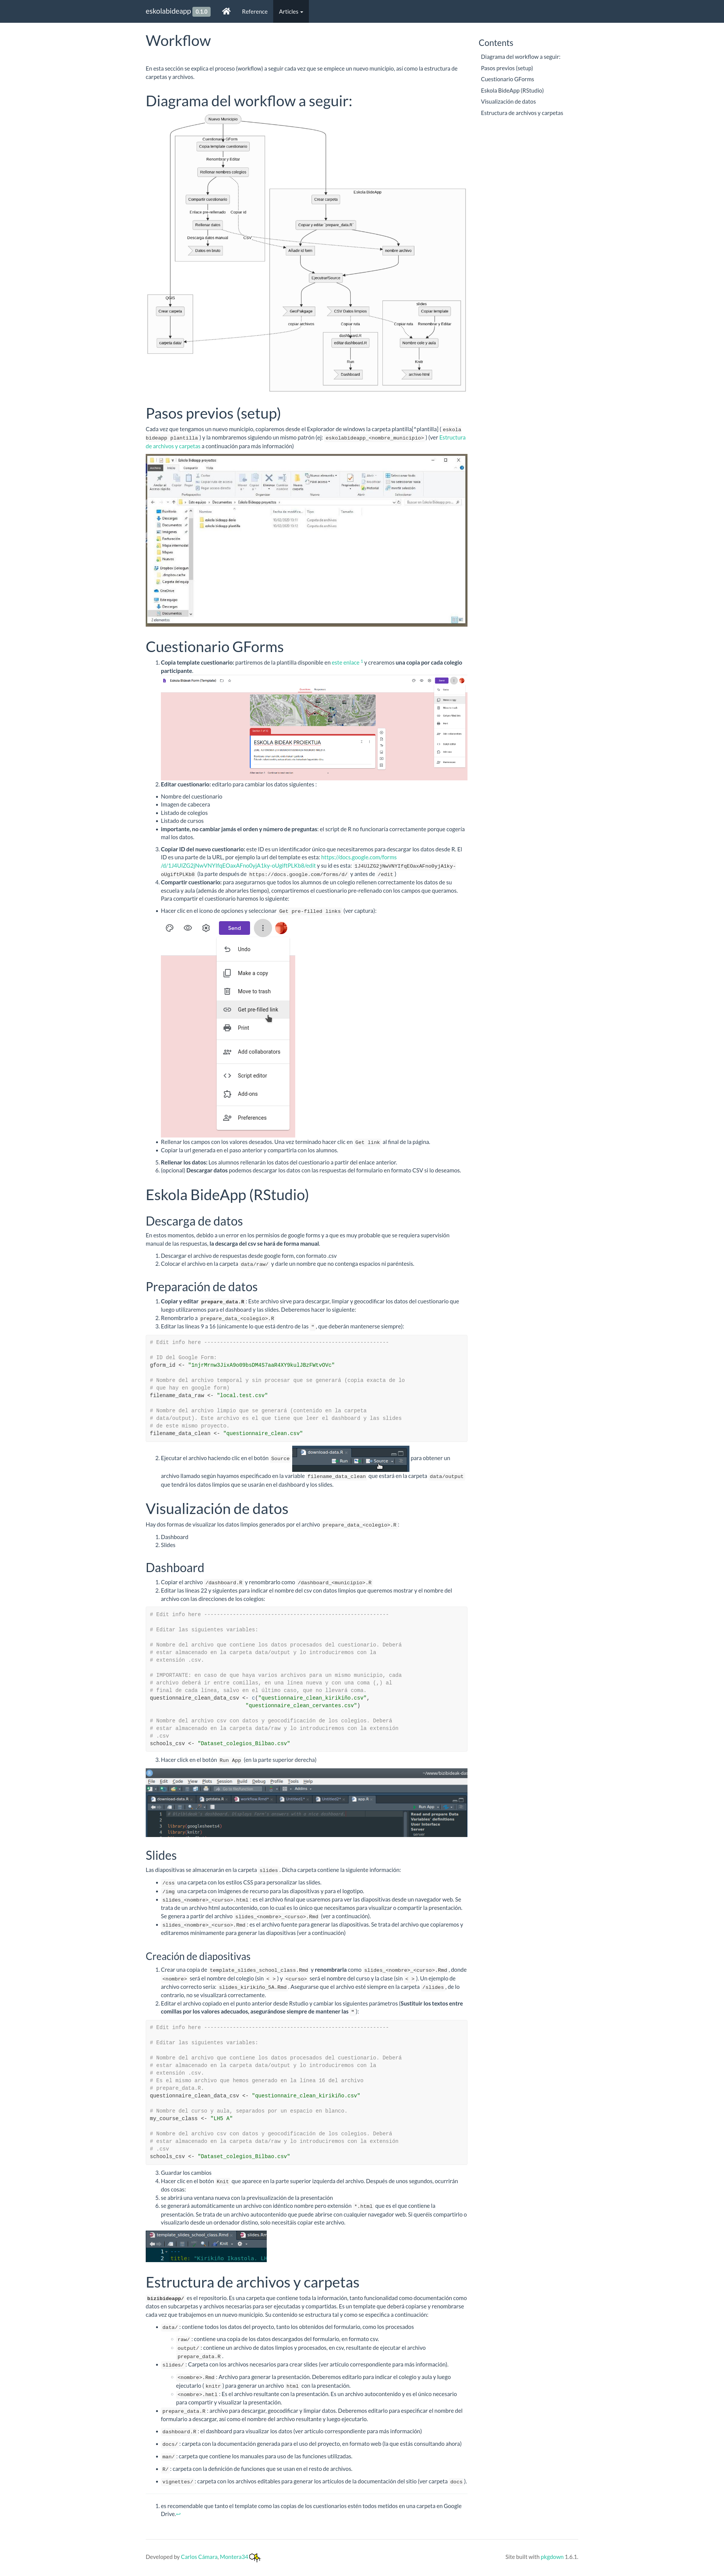 eskolabideapp 0.1.0 Reference Articles
Workflow
En esta sección se explica el proceso (workflow) a seguir cada vez que se empiece un nuevo municipio, así como la estructura de
carpetas y archivos.
Contents
Diagrama del workflow a seguir:
Pasos previos (setup)
Cuestionario GForms
Eskola BideApp (RStudio)
Visualización de datos
Estructura de archivos y carpetas
Diagrama del workflow a seguir:
Nuevo Municipio
Cuestionario GForm
Copia template cuestionario
Renombrar y Editar
Rellenar nombres colegios
Eskola BideApp
Compartir cuestionario
Crear carpeta
Enlace pre-rellenado
Copiar id
Rellenar datos
Copiar y editar `prepare_data.R`
Descarga datos manual
CSV
Datos en bruto
Añadir id form
nombre archivo
Ejecutar/Source
QGIS
slides
Crear carpeta
GeoPackgage
CSV Datos limpios
Copiar template
copiar archivos
Copiar ruta
Copiar ruta
Renombrar y Editar
dashboard.R
carpeta data/
editar dashboard.R
Nombre cole y aula
Run
Knit
Dashboard
archivo html
Pasos previos (setup)
Cada vez que tengamos un nuevo municipio, copiaremos desde el Explorador de windows la carpeta plantilla[^plantilla] ( eskola
bideapp plantilla ) y la nombraremos siguiendo un mismo patrón (ej: eskolabideapp_<nombre_municipio> ) (ver Estructura
de archivos y carpetas a continuación para más información)
Cuestionario GForms
1. Copia template cuestionario: partiremos de la plantilla disponible en este enlace 1 y crearemos una copia por cada colegio
participante.
ESKOLA BIDEAK PROIEKTUA
2. Editar cuestionario: editarlo para cambiar los datos siguientes :
• Nombre del cuestionario
• Imagen de cabecera
• Listado de colegios
• Listado de cursos
• importante, no cambiar jamás el orden y número de preguntas: el script de R no funcionaría correctamente porque cogería
mal los datos.
3. Copiar ID del nuevo cuestionario: este ID es un identificador único que necesitaremos para descargar los datos desde R. El
ID es una parte de la URL, por ejemplo la url del template es esta: https://docs.google.com/forms
y su id es esta:
(la parte después de https://docs.google.com/forms/d/ y antes de /edit )
4. Compartir cuestionario: para asegurarnos que todos los alumnos de un colegio rellenen correctamente los datos de su
escuela y aula (además de ahorarles tiempo), compartiremos el cuestionario pre-rellenado con los campos que queramos.
Para compartir el cuestionario haremos lo siguiente:
• Hacer clic en el icono de opciones y seleccionar Get pre-filled links (ver captura):
Send
Undo
Make a copy
Move to trash
Get pre-filled link
Print
Add collaborators
Script editor
Add-ons
Preferences
• Rellenar los campos con los valores deseados. Una vez terminado hacer clic en Get link al final de la página.
• Copiar la url generada en el paso anterior y compartirla con los alumnos.
5. Rellenar los datos: Los alumnos rellenarán los datos del cuestionario a partir del enlace anterior.
6. (opcional) Descargar datos podemos descargar los datos con las respuestas del formulario en formato CSV si lo deseamos.
Eskola BideApp (RStudio)
Descarga de datos
En estos momentos, debido a un error en los permisios de google forms y a que es muy probable que se requiera supervisión
manual de las respuestas, la descarga del csv se hará de forma manual.
1. Descargar el archivo de respuestas desde google form, con formato .csv
2. Colocar el archivo en la carpeta data/raw/ y darle un nombre que no contenga espacios ni paréntesis.
Preparación de datos
1. Copiar y editar prepare_data.R : Este archivo sirve para descargar, limpiar y geocodificar los datos del cuestionario que
luego utilizaremos para el dashboard y las slides. Deberemos hacer lo siguiente:
2. Renombrarlo a prepare_data_<colegio>.R
3. Editar las líneas 9 a 16 (únicamente lo que está dentro de las " , que deberán mantenerse siempre):
# Edit info here ----------------------------------------------------------
# ID del Google Form:
gform_id <- "1njrMrnw3JisA9o09bsDM4S7aaR4XY9kulJBzFWtvOVc"
# Nombre del archivo temporal y sin procesar que se generará (copia exacta de lo
# que hay en google form)
filename_data_raw <- "local.test.csv"
# Nombre del archivo limpio que se generará (contenido en la carpeta
# data/output). Este archivo es el que tiene que leer el dashboard y las slides
# de este mismo proyecto.
filename_data_clean <- "questionnaire_clean.csv"
2. Ejecutar el archivo haciendo clic en el botón Source download-data.R Run Source para obtener un
archivo llamado según hayamos especificado en la variable filename_data_clean que estará en la carpeta data/output
que tendrá los datos limpios que se usarán en el dashboard y los slides.
Visualización de datos
Hay dos formas de visualizar los datos limpios generados por el archivo prepare_data_<colegio>.R :
1. Dashboard
2. Slides
Dashboard
1. Copiar el archivo /dashboard.R y renombrarlo como /dashboard_<municipio>.R
2. Editar las líneas 22 y siguientes para indicar el nombre del csv con datos limpios que queremos mostrar y el nombre del
archivo con las direcciones de los colegios:
# Edit info here ----------------------------------------------------------
# Editar las siguientes variables:
# Nombre del archivo que contiene los datos procesados del cuestionario. Deberá
# estar almacenado en la carpeta data/output y lo introduciremos con la
# extensión .csv.
# IMPORTANTE: en caso de que haya varios archivos para un mismo municipio, cada
# archivo deberá ir entre comillas, en una línea nueva y con una coma (,) al
# final de cada línea, salvo en el último caso, que no llevará coma.
questionnaire_clean_data_csv <- c("questionnaire_clean_kirikiño.csv",
"questionnaire_clean_cervantes.csv")
# Nombre del archivo csv con datos y geocodificación de los colegios. Deberá
# estar almacenado en la carpeta data/raw y lo introduciremos con la extensión
# .csv
schools_csv <- "Dataset_colegios_Bilbao.csv"
3. Hacer click en el botón Run App (en la parte superior derecha)
File Edit Code View Plots Session Build Debug Profile Tools Help
Slides
Las diapositivas se almacenarán en la carpeta slides . Dicha carpeta contiene la siguiente información:
• /css una carpeta con los estilos CSS para personalizar las slides.
• /img una carpeta con imágenes de recurso para las diapositivas y para el logotipo.
• slides_<nombre>_<curso>.html : es el archivo final que usaremos para ver las diapositivas desde un navegador web. Se
trata de un archivo html autocontenido, con lo cual es lo único que necesitamos para visualizar o compartir la presentación.
Se genera a partir del archivo slides_<nombre>_<curso>.Rmd (ver a continuación).
• slides_<nombre>_<curso>.Rmd : es el archivo fuente para generar las diapositivas. Se trata del archivo que copiaremos y
editaremos mínimamente para generar las diapositivas (ver a continuación)
Creación de diapositivas
1. Crear una copia de template_slides_school_class.Rmd y renombrarla como slides_<nombre>_<curso>.Rmd , donde
<nombre> será el nombre del colegio (sin < > ) y <curso> será el nombre del curso y la clase (sin < > ). Un ejemplo de
archivo correcto sería: slides_kirikiño_5A.Rmd . Asegurarse que el archivo esté siempre en la carpeta /slides , de lo
contrario, no se visualizará correctamente.
2. Editar el archivo copiado en el punto anterior desde Rstudio y cambiar los siguientes parámetros (Sustituir los textos entre
comillas por los valores adecuados, asegurándose siempre de mantener las " ):
# Edit info here ----------------------------------------------------------
# Editar las siguientes variables:
# Nombre del archivo que contiene los datos procesados del cuestionario. Deberá
# estar almacenado en la carpeta data/output y lo introduciremos con la
# extensión .csv.
# Es el mismo archivo que hemos generado en la línea 16 del archivo
# prepare_data.R.
questionnaire_clean_data_csv <- "questionnaire_clean_kirikiño.csv"
# Nombre del curso y aula, separados por un espacio en blanco.
my_course_class <- "LH5 A"
# Nombre del archivo csv con datos y geocodificación de los colegios. Deberá
# estar almacenado en la carpeta data/raw y lo introduciremos con la extensión
# .csv
schools_csv <- "Dataset_colegios_Bilbao.csv"
3. Guardar los cambios
4. Hacer clic en el botón Knit que aparece en la parte superior izquierda del archivo. Después de unos segundos, ocurrirán
dos cosas:
5. se abrirá una ventana nueva con la previsualización de la presentación
6. se generará automáticamente un archivo con idéntico nombre pero extensión *.html que es el que contiene la
presentación. Se trata de un archivo autocontenido que puede abrirse con cualquier navegador web. Si queréis compartirlo o
visualizarlo desde un ordenador distino, solo necesitáis copiar este archivo.
Estructura de archivos y carpetas
bizibideapp/ es el repositorio. Es una carpeta que contiene toda la información, tanto funcionalidad como documentación como
datos en subcarpetas y archivos necesarias para ser ejecutadas y compartidas. Es un template que deberá copiarse y renombrarse
cada vez que trabajemos en un nuevo municipio. Su contenido se estructura tal y como se especifica a continuación:
• data/ : contiene todos los datos del proyecto, tanto los obtenidos del formulario, como los procesados
◦ raw/ : contiene una copia de los datos descargados del formulario, en formato csv.
◦ output/ : contiene un archivo de datos limpios y procesados, en csv, resultante de ejecutar el archivo
prepare_data.R .
• slides/ : Carpeta con los archivos necesarios para crear slides (ver artículo correspondiente para más información).
◦ <nombre>.Rmd : Archivo para generar la presentación. Deberemos editarlo para indicar el colegio y aula y luego
ejecutarlo ( knitr ) para generar un archivo html con la presentación.
◦ <nombre>.hmtl : Es el archivo resultante con la presentación. Es un archivo autocontenido y es el único necesario
para compartir y visualizar la presentación.
• prepare_data.R : archivo para descargar, geocodificar y limpiar datos. Deberemos editarlo para especificar el nombre del
formulario a descargar, así como el nombre del archivo resultante y luego ejecutarlo.
• dashboard.R : el dashboard para visualizar los datos (ver artículo correspondiente para más información)
• docs/ : carpeta con la documentación generada para el uso del proyecto, en formato web (la que estás consultando ahora)
• man/ : carpeta que contiene los manuales para uso de las funciones utilizadas.
• R/ : carpeta con la definición de funciones que se usan en el resto de archivos.
• vignettes/ : carpeta con los archivos editables para generar los artículos de la documentación del sitio (ver carpeta docs ).
1. es recomendable que tanto el template como las copias de los cuestionarios estén todos metidos en una carpeta en Google
Drive.↩
Developed by Carlos Cámara, Montera34
Site built with pkgdown 1.6.1.